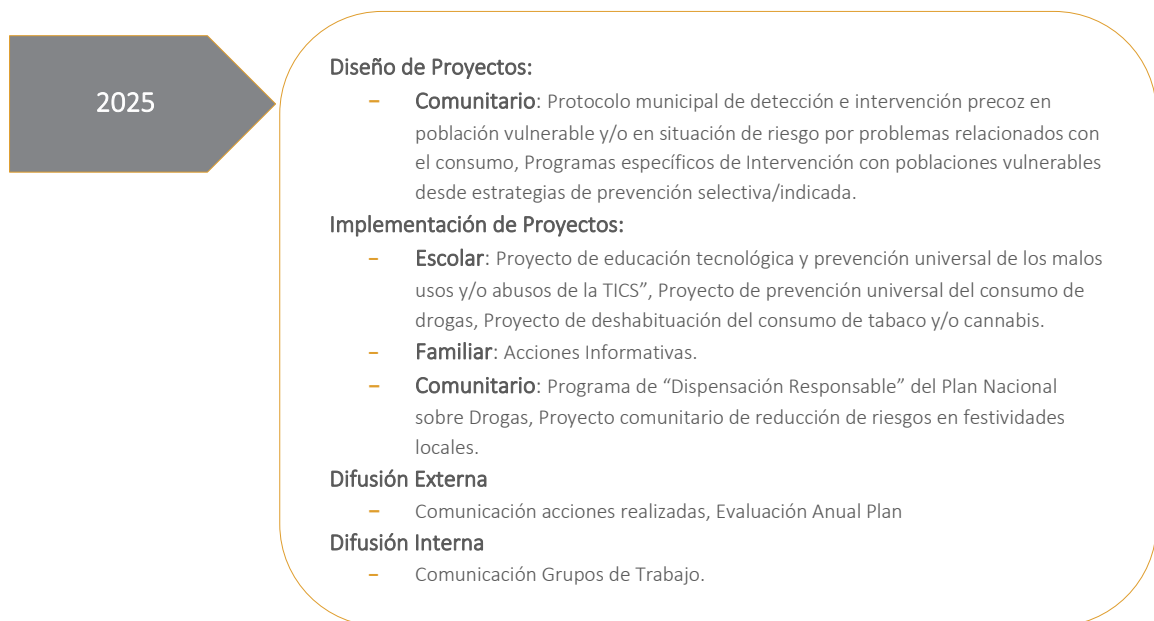 2025
Diseño de Proyectos:
– Comunitario: Protocolo municipal de detección e intervención precoz en
población vulnerable y/o en situación de riesgo por problemas relacionados con
el consumo, Programas específicos de Intervención con poblaciones vulnerables
desde estrategias de prevención selectiva/indicada.
Implementación de Proyectos:
– Escolar: Proyecto de educación tecnológica y prevención universal de los malos
usos y/o abusos de la TICS”, Proyecto de prevención universal del consumo de
drogas, Proyecto de deshabituación del consumo de tabaco y/o cannabis.
– Familiar: Acciones Informativas.
– Comunitario: Programa de “Dispensación Responsable” del Plan Nacional
sobre Drogas, Proyecto comunitario de reducción de riesgos en festividades
locales.
Difusión Externa
– Comunicación acciones realizadas, Evaluación Anual Plan
Difusión Interna
– Comunicación Grupos de Trabajo.